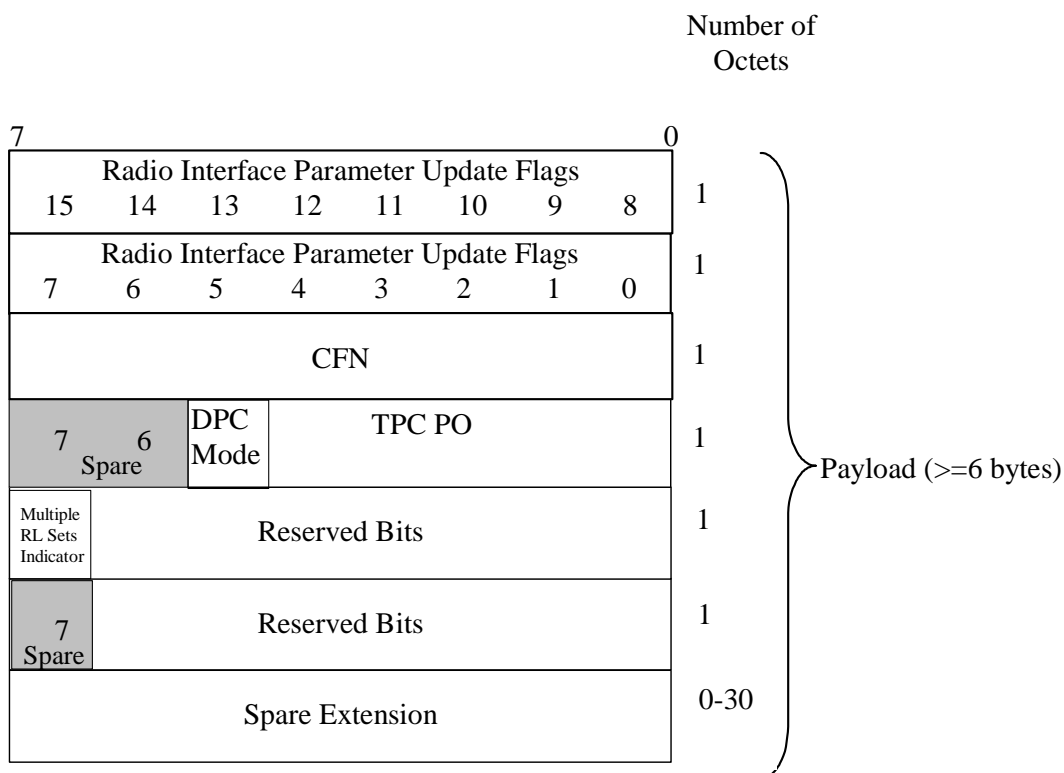 Number of
Octets
7 0
Radio Interface Parameter Update Flags
15 14 13 12 11 10 9 8
1
Radio Interface Parameter Update Flags
7 6 5 4 3 2 1 0
1
CFN
1
7 6
Spare
DPC
Mode
TPC PO
1
Multiple
RL Sets
Indicator
Reserved Bits
1
7
Spare
Reserved Bits
1
Spare Extension
0-30
Payload (>=6 bytes)